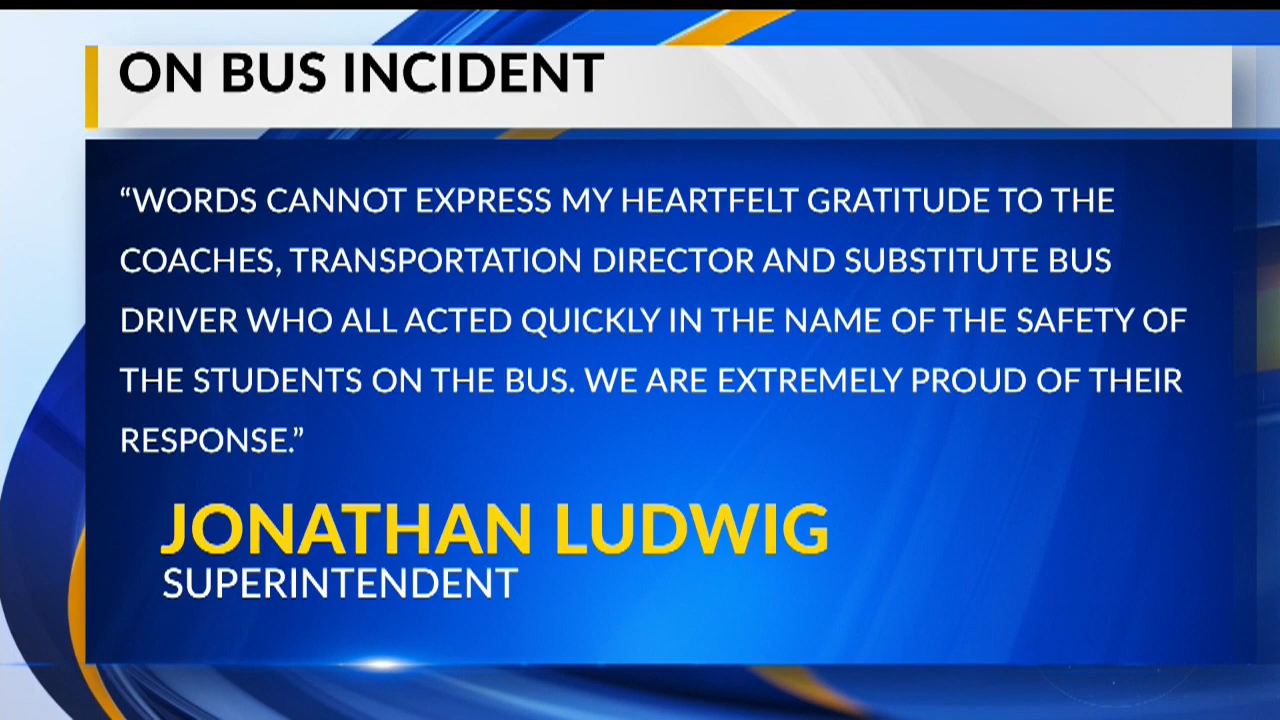 ON BUS INCIDENT
“WORDS CANNOT EXPRESS MY HEARTFELT GRATITUDE TO THE
COACHES, TRANSPORTATION DIRECTOR AND SUBSTITUTE BUS
DRIVER WHO ALL ACTED QUICKLY IN THE NAME OF THE SAFETY OF
THE STUDENTS ON THE BUS. WE ARE EXTREMELY PROUD OF THEIR
RESPONSE.”
JONATHAN LUDWIG
SUPERINTENDENT